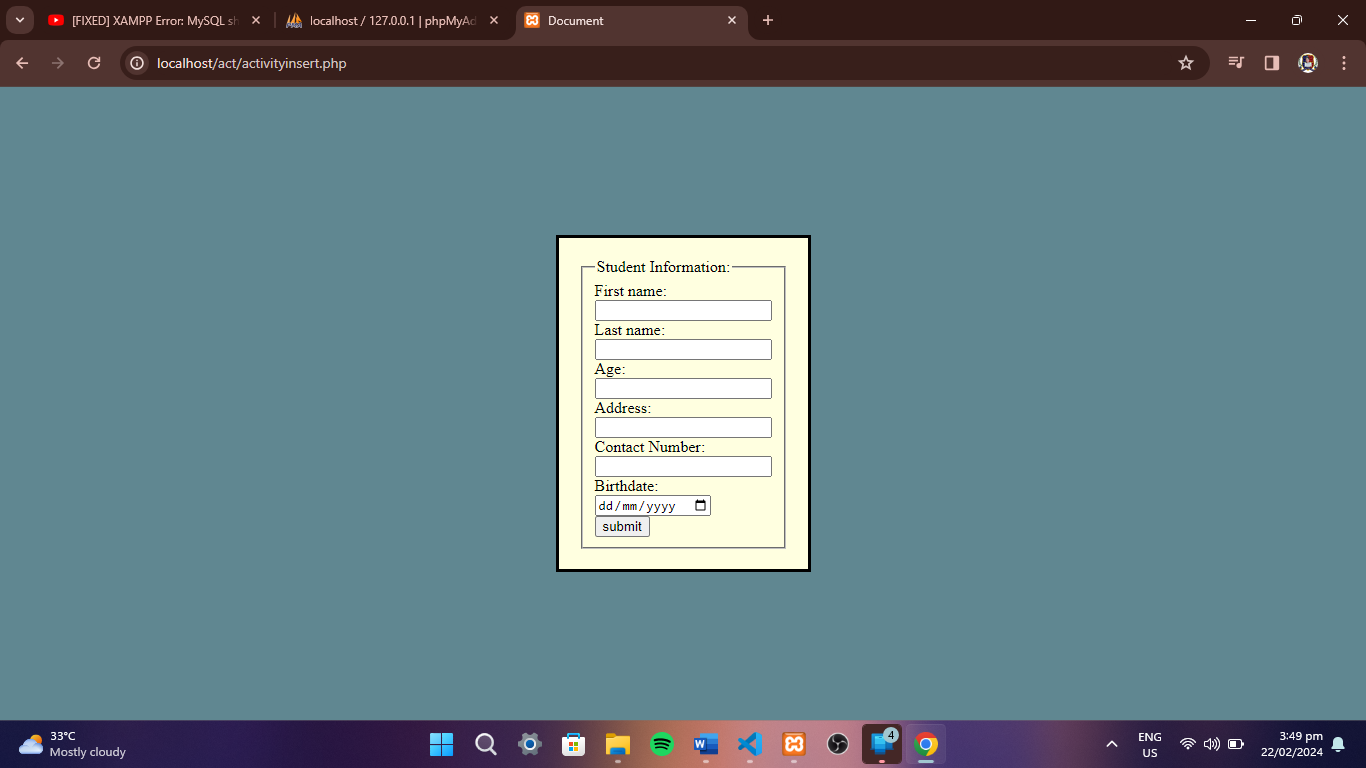 [FIXED] XAMPP Error: MySQL sh
localhost / 127.0.0.1 | phpMyAd
Document
localhost/act/activityinsert.php
Student Information:
First name:
Last name:
Age:
Address:
Contact Number:
Birthdate:
dd/mm/yyyy
submit
33°C
Mostly cloudy
4
ENG
US
3:49 pm
22/02/2024